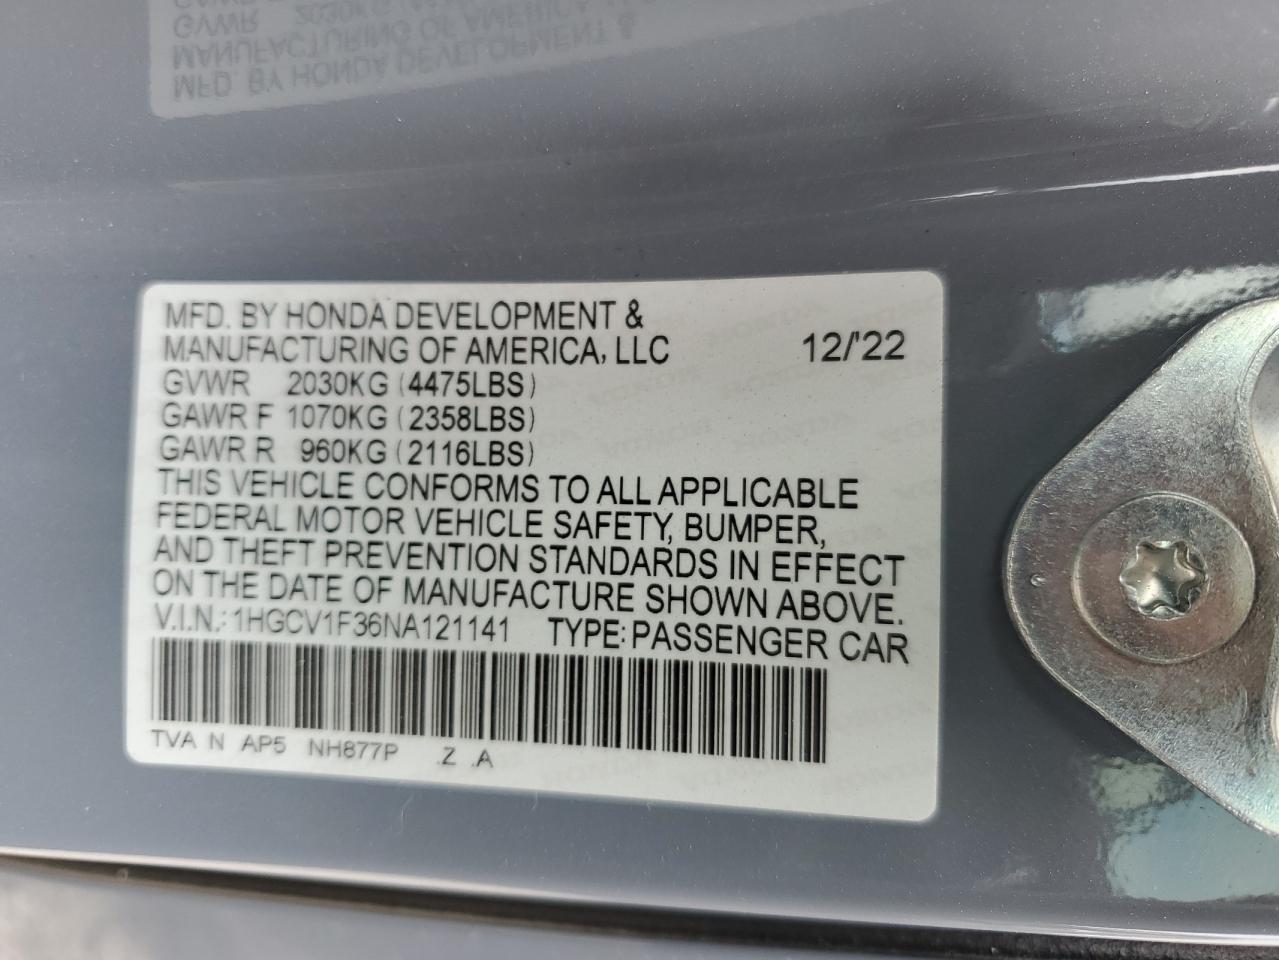 MFD. BY HONDA DEVELOPMENT &
MANUFACTURING OF AMERICA, LLC 12/'22
GVWR 2030KG (4475LBS)
GAWR F 1070KG (2358LBS)
GAWR R 960KG (2116LBS)
THIS VEHICLE CONFORMS TO ALL APPLICABLE
FEDERAL MOTOR VEHICLE SAFETY, BUMPER,
AND THEFT PREVENTION STANDARDS IN EFFECT
ON THE DATE OF MANUFACTURE SHOWN ABOVE.
V.I.N.: 1HGCV1F36NA121141 TYPE: PASSENGER CAR
TVA N AP5 NH877P .Z .A